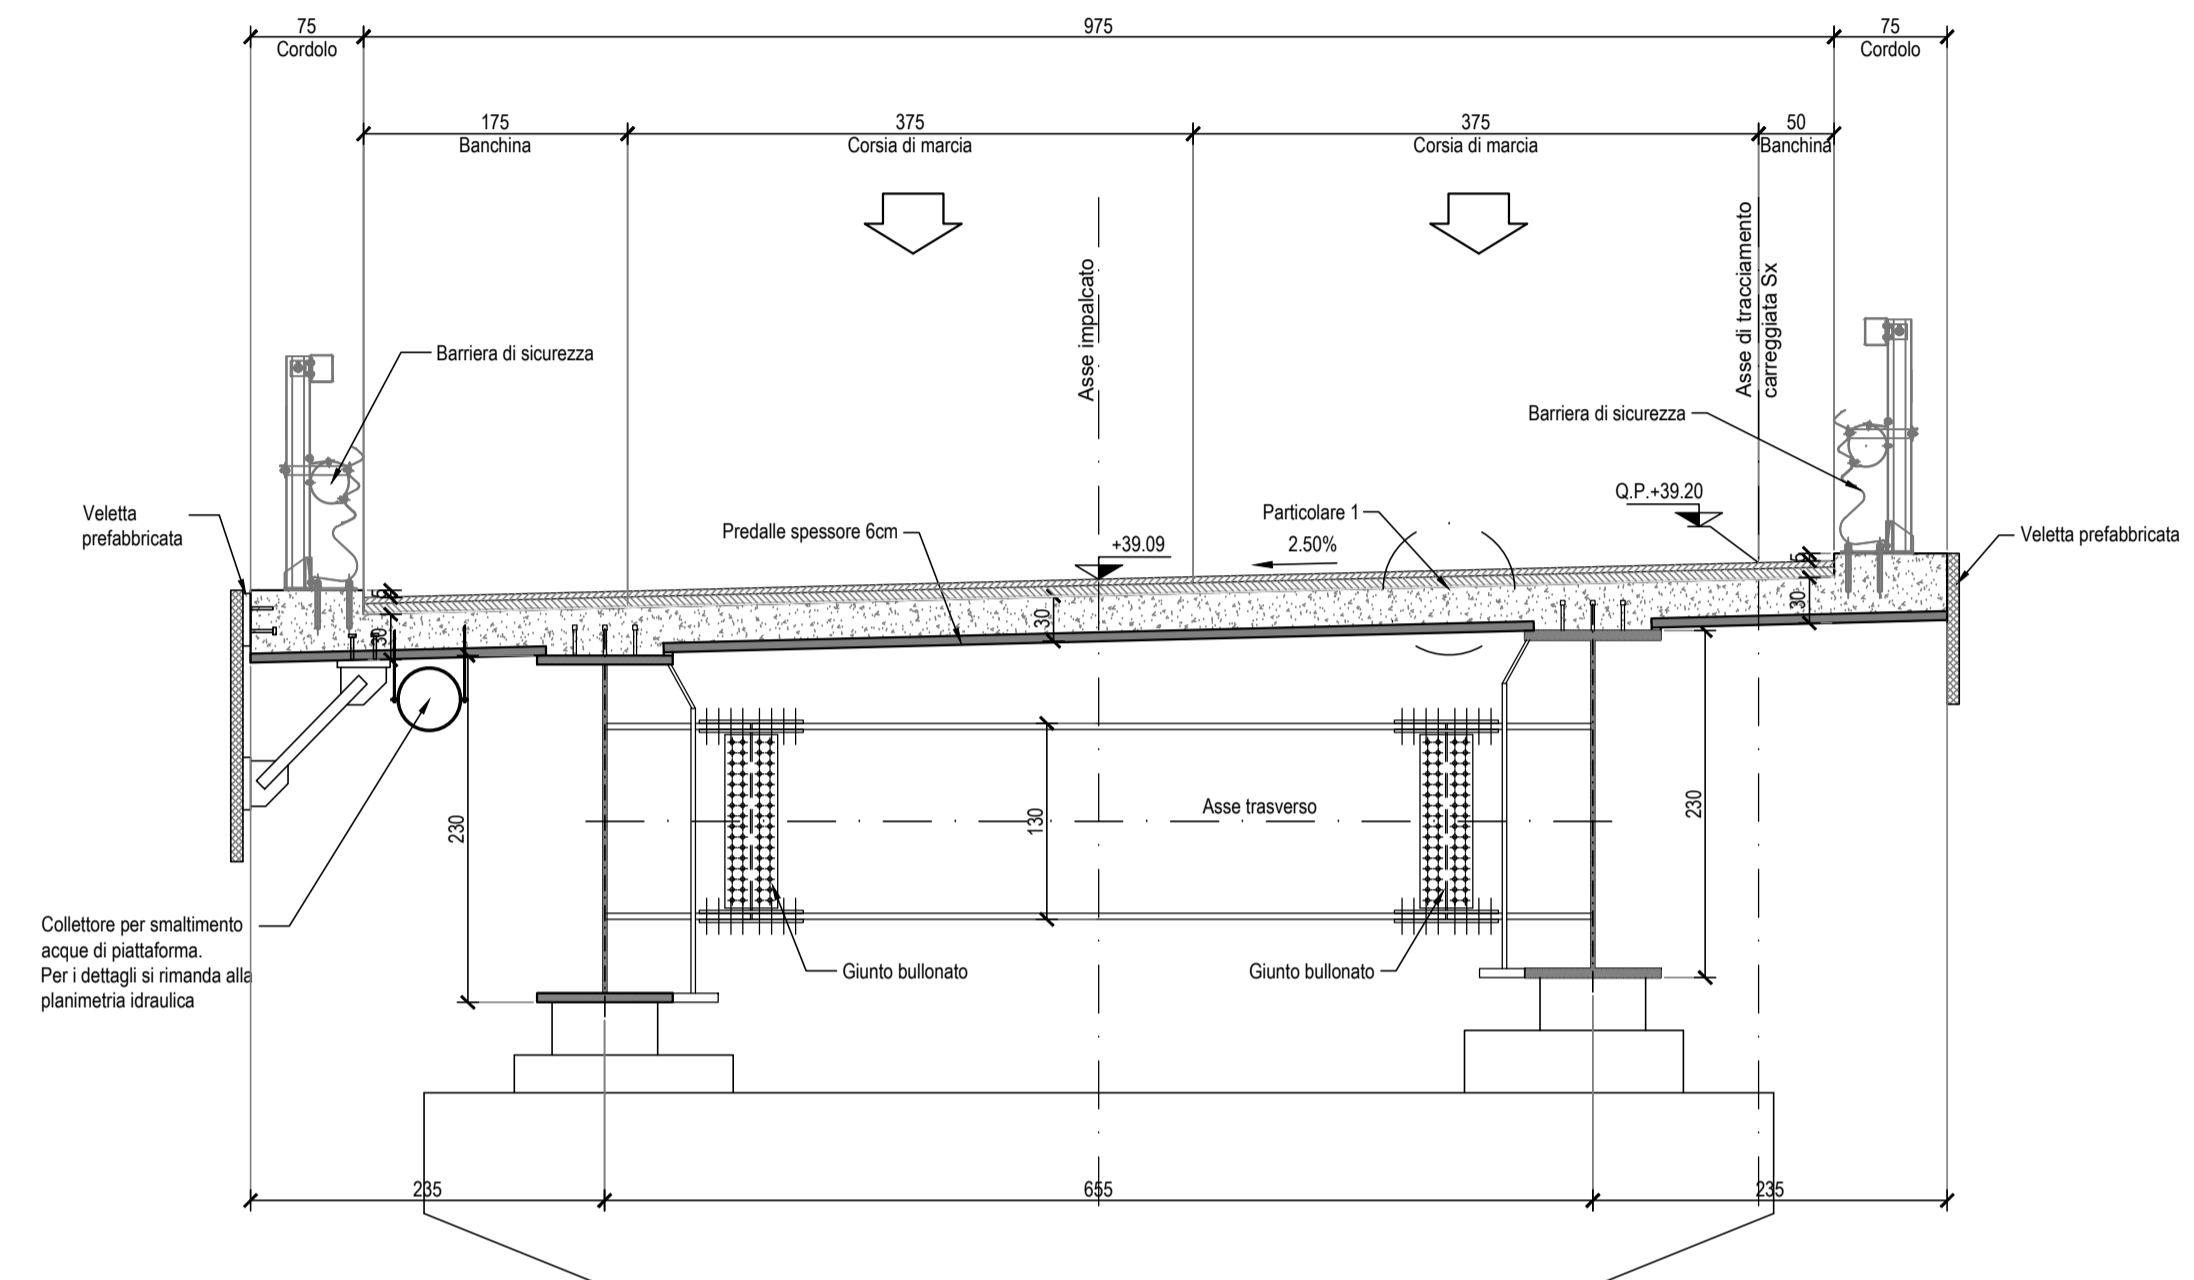 75
975
75
Cordolo
Cordolo
175
375
375
50
Banchina
Corsia di marcia
Corsia di marcia
Banchina
Asse impalcato
Asse di tracciamento
carreggiata Sx
Barriera di sicurezza
Barriera di sicurezza
Q.P.+39.20
Veletta
prefabbricata
Particolare 1
Predalle spessore 6cm
+39.09
2.50%
Veletta prefabbricata
5
30
30
5
30
Asse trasverso
230
130
230
Collettore per smaltimento
acque di piattaforma.
Per i dettagli si rimanda alla
planimetria idraulica
Giunto bullonato
Giunto bullonato
235
655
235